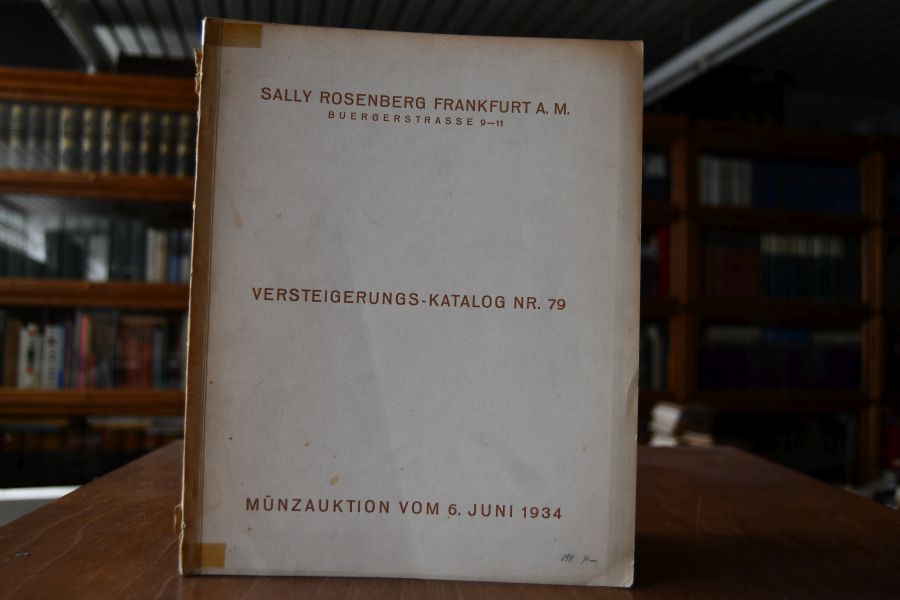 SALLY ROSENBERG FRANKFURT A. M.
BUERGERSTRASSE 9—11
VERSTEIGERUNGS-KATALOG NR. 79
MÜNZAUKTION VOM 6. JUNI 1934